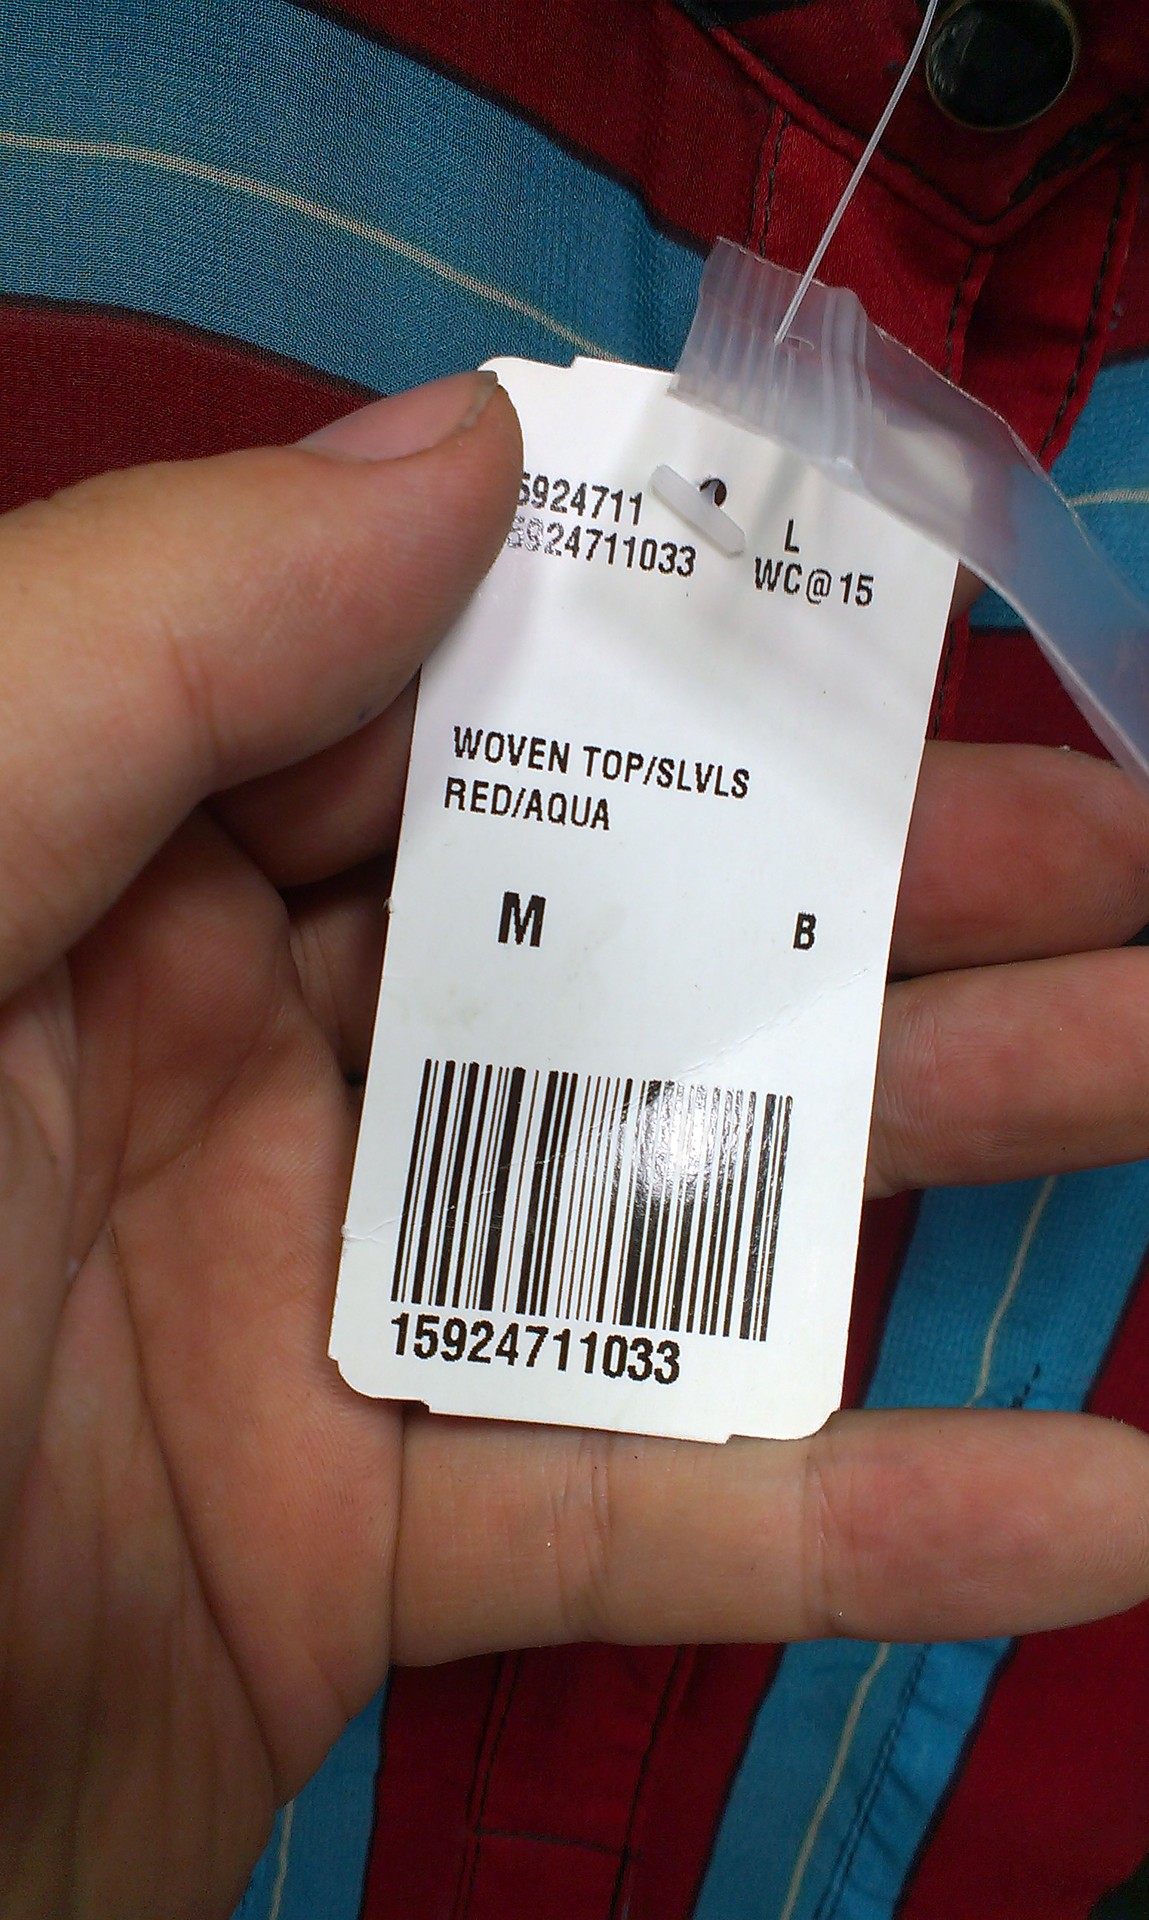 5924711
5924711033
L
WC@15
WOVEN TOP/SLVLS
RED/AQUA
M B
15924711033